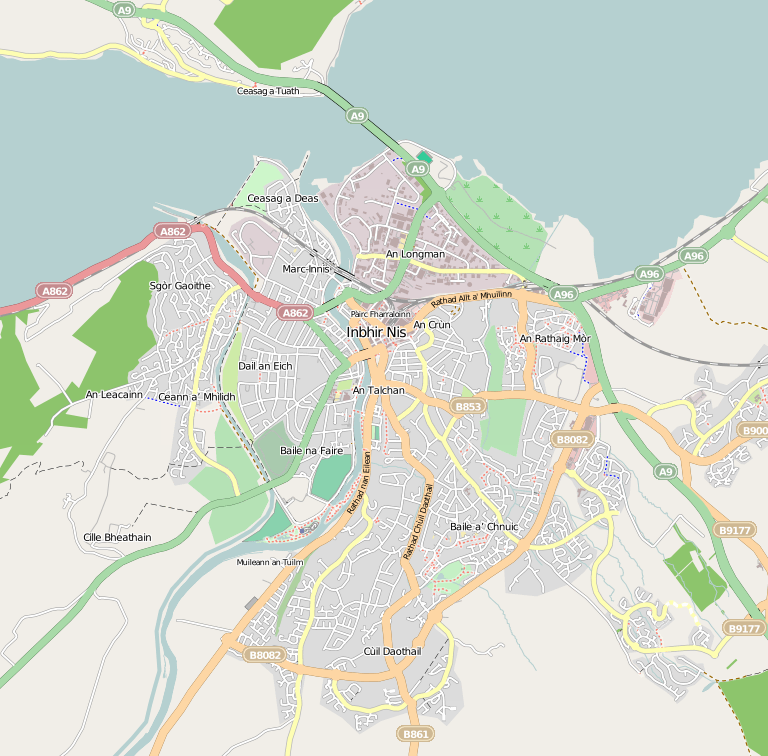 A9
Ceasag a Tuath
A9
A9
Ceasag a Deas
A862
An Longman
A96
Marc-Innis
A96
Sgòr Gaoithe
A862
A96
Rathad Allt a' Mhuilinn
A862
Pàirc Fharraloinn
An Crùn
Inbhir Nis
An Rathaig Mòr
Dail an Eich
An Leacainn
Ceann a' Mhilidh
An Talchan
B853
B900
B8082
Baile na Faire
A9
Rathad nan Eilean
Rathad Chùil Daothail
Baile a' Chnuic
B9177
Cille Bheathain
Muileann an Tuilm
B9177
Cùil Daothail
B8082
B861